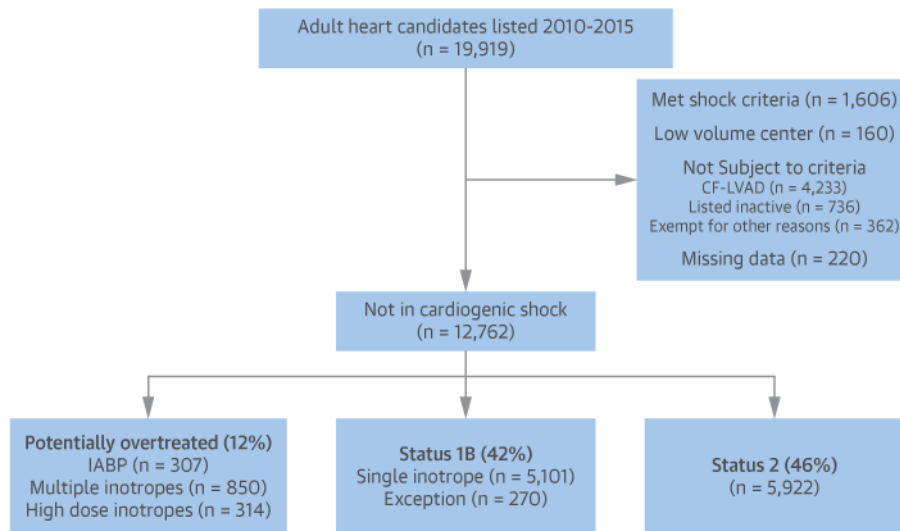 Adult heart candidates listed 2010-2015
(n = 19,919)
Met shock criteria (n = 1,606)
Low volume center (n = 160)
Not Subject to criteria
CF-LVAD (n = 4,233)
Listed inactive (n = 736)
Exempt for other reasons (n = 362)
Missing data (n = 220)
Not in cardiogenic shock
(n = 12,762)
Potentially overtreated (12%)
IABP (n = 307)
Multiple inotropes (n = 850)
High dose inotropes (n = 314)
Status 1B (42%)
Single inotrope (n = 5,101)
Exception (n = 270)
Status 2 (46%)
(n = 5,922)